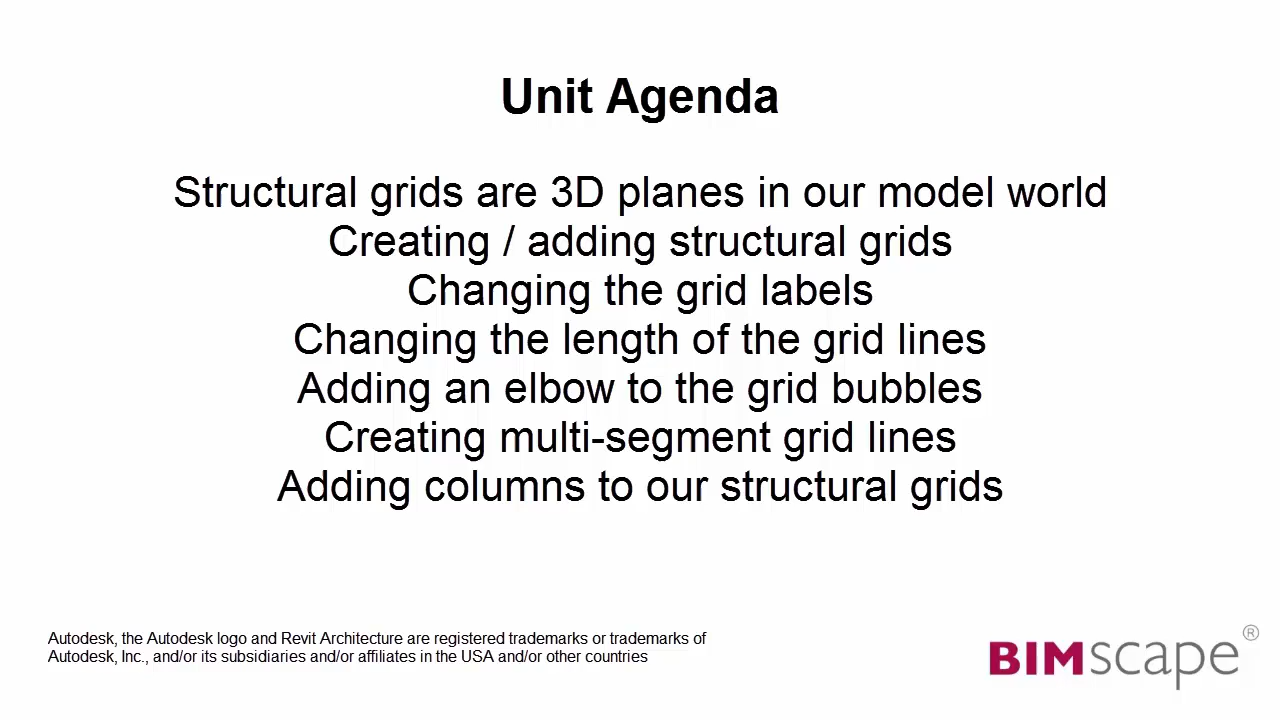 Unit Agenda
Structural grids are 3D planes in our model world
Creating / adding structural grids
Changing the grid labels
Changing the length of the grid lines
Adding an elbow to the grid bubbles
Creating multi-segment grid lines
Adding columns to our structural grids
Autodesk, the Autodesk logo and Revit Architecture are registered trademarks or trademarks of
Autodesk, Inc., and/or its subsidiaries and/or affiliates in the USA and/or other countries
BIMscape®